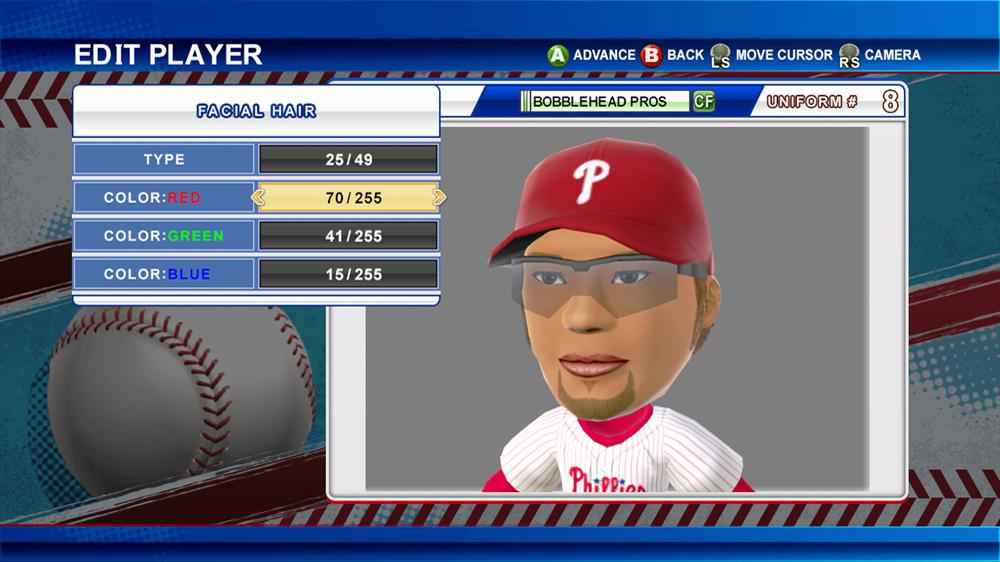 EDIT PLAYER
A ADVANCE B BACK LS MOVE CURSOR RS CAMERA
FACIAL HAIR
BOBBLEHEAD PROS CF UNIFORM # 8
TYPE 25/49
COLOR:RED 70/255
COLOR:GREEN 41/255
COLOR:BLUE 15/255
P
Phillies